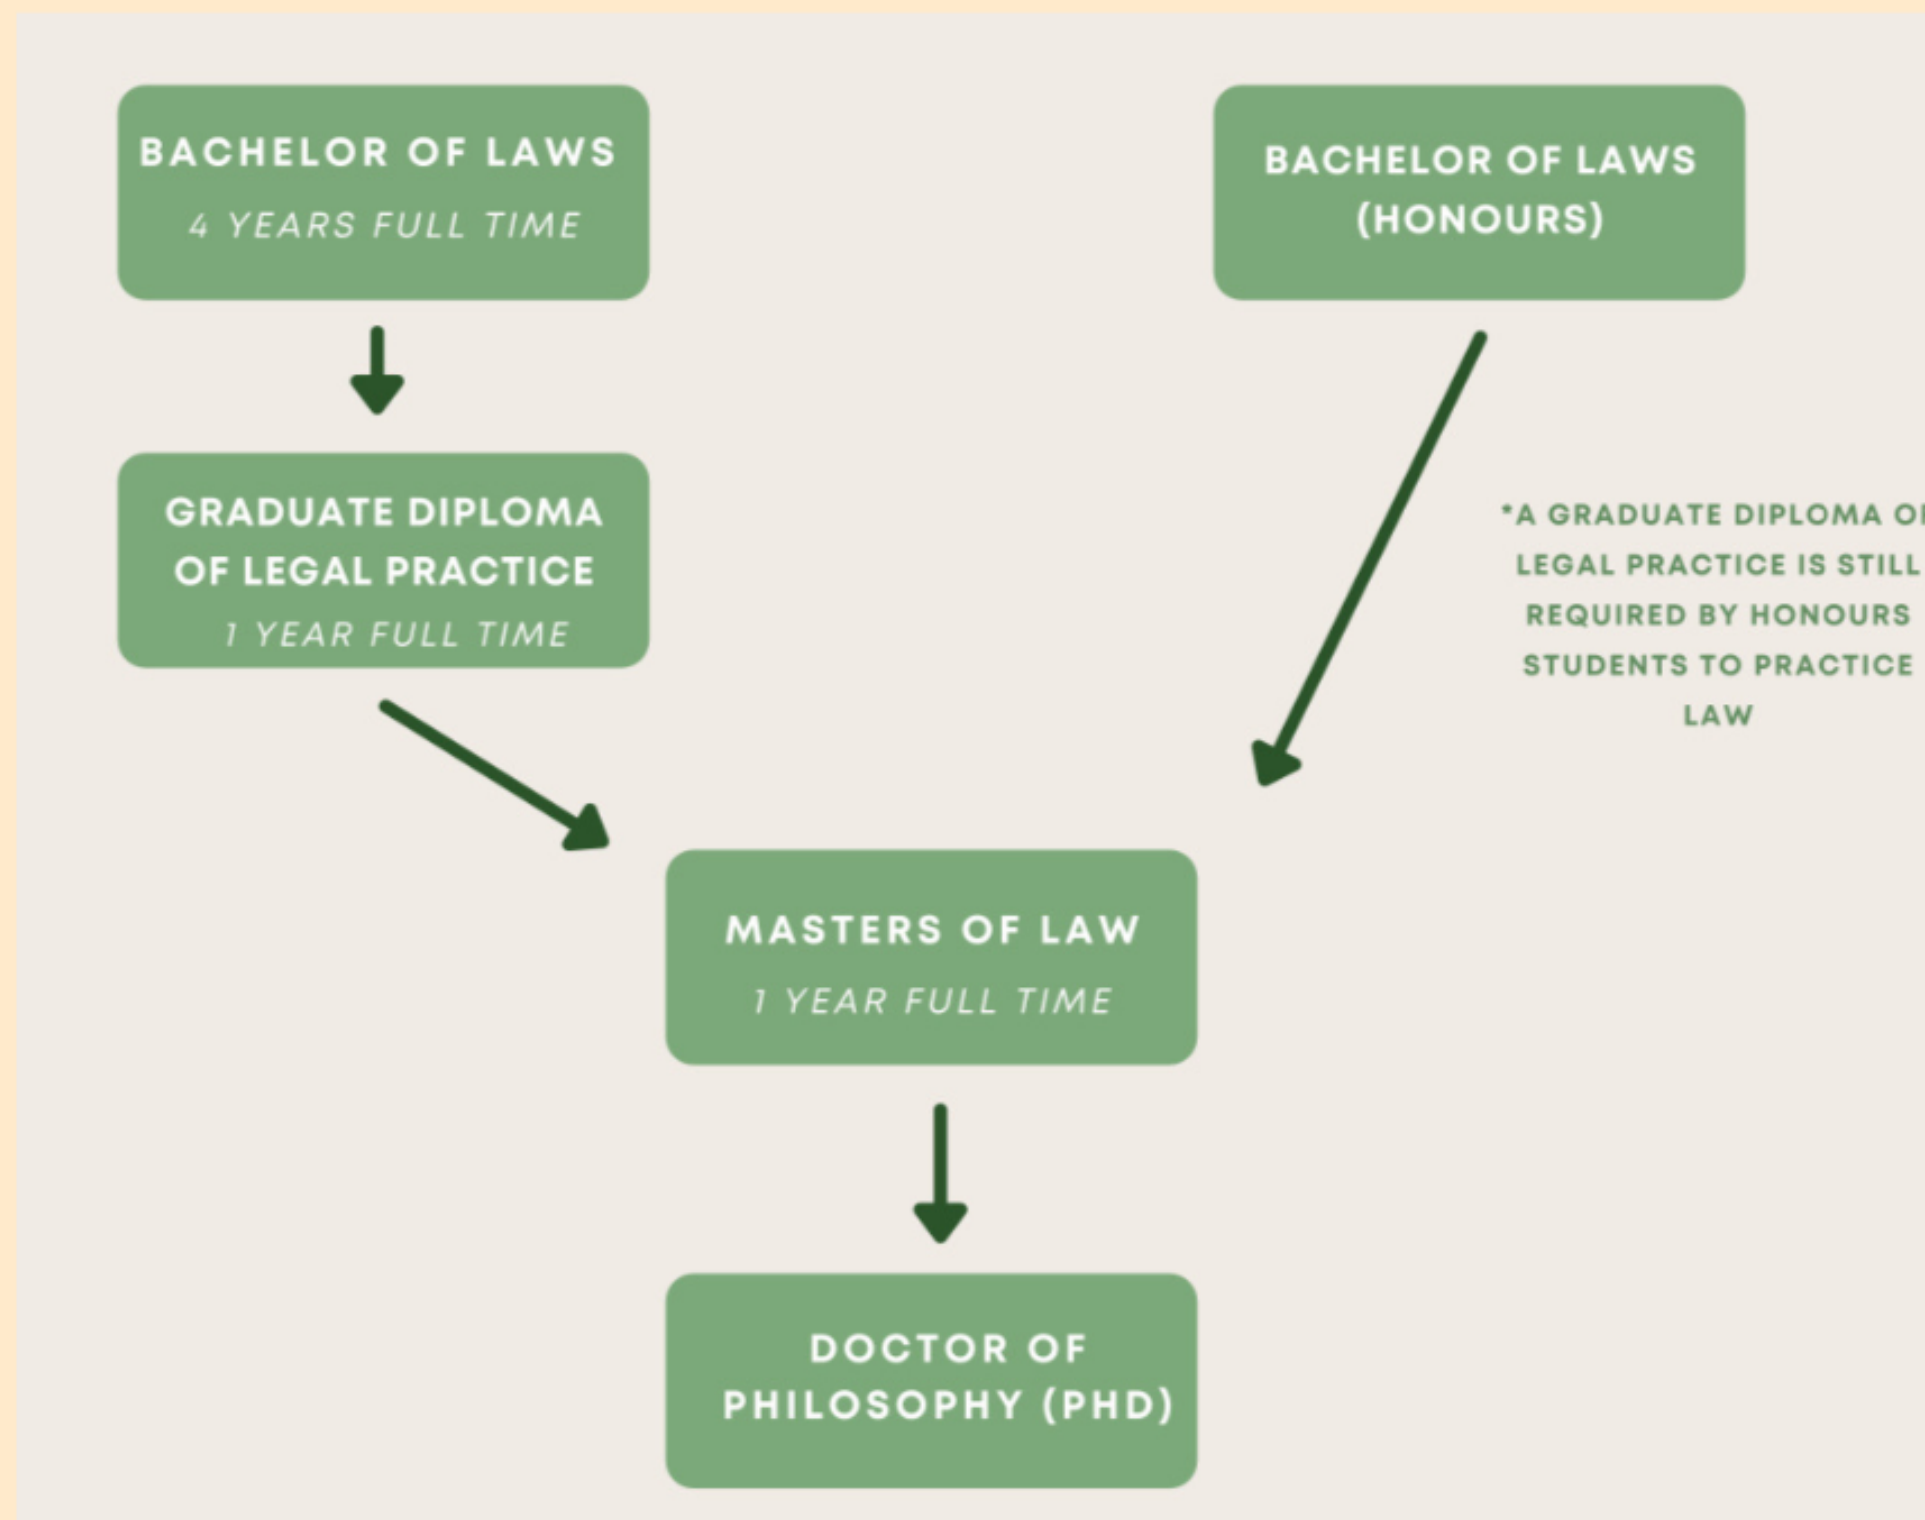 BACHELOR OF LAWS
4 YEARS FULL TIME
BACHELOR OF LAWS
(HONOURS)
GRADUATE DIPLOMA
OF LEGAL PRACTICE
1 YEAR FULL TIME
*A GRADUATE DIPLOMA OF
LEGAL PRACTICE IS STILL
REQUIRED BY HONOURS
STUDENTS TO PRACTICE
LAW
MASTERS OF LAW
1 YEAR FULL TIME
DOCTOR OF
PHILOSOPHY (PHD)